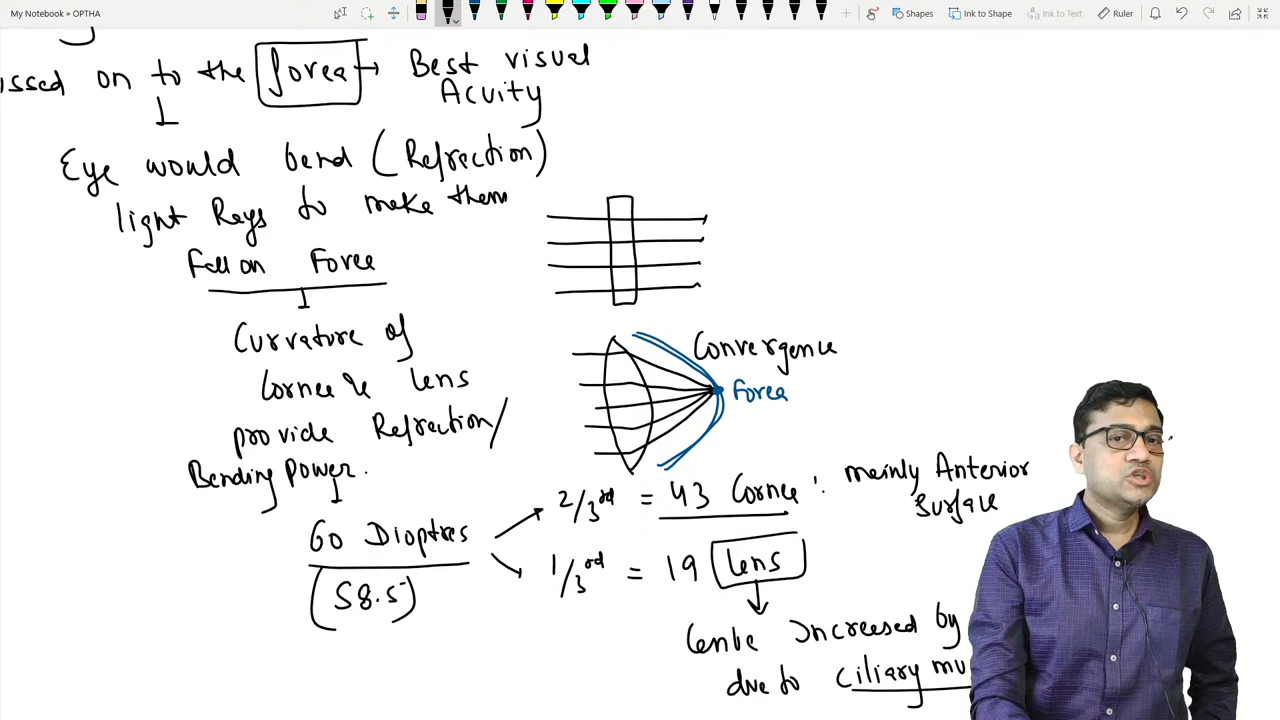 My Notebook » OPTHA
Shapes
Ink to Shape
Ink to Text
Ruler
ssed on to the fovea → Best visual
Acuity
Eye would bend (Refraction)
light Rays to make them
Fall on Fovea
Curvature of
Cornea & lens
provide Refraction/
Bending Power.
60 Dioptres
(58.5)
2/3rd = 43 Cornea : mainly Anterior
Surface
1/3rd = 19 lens
Convergence
Fovea
increased by
due to ciliary mu